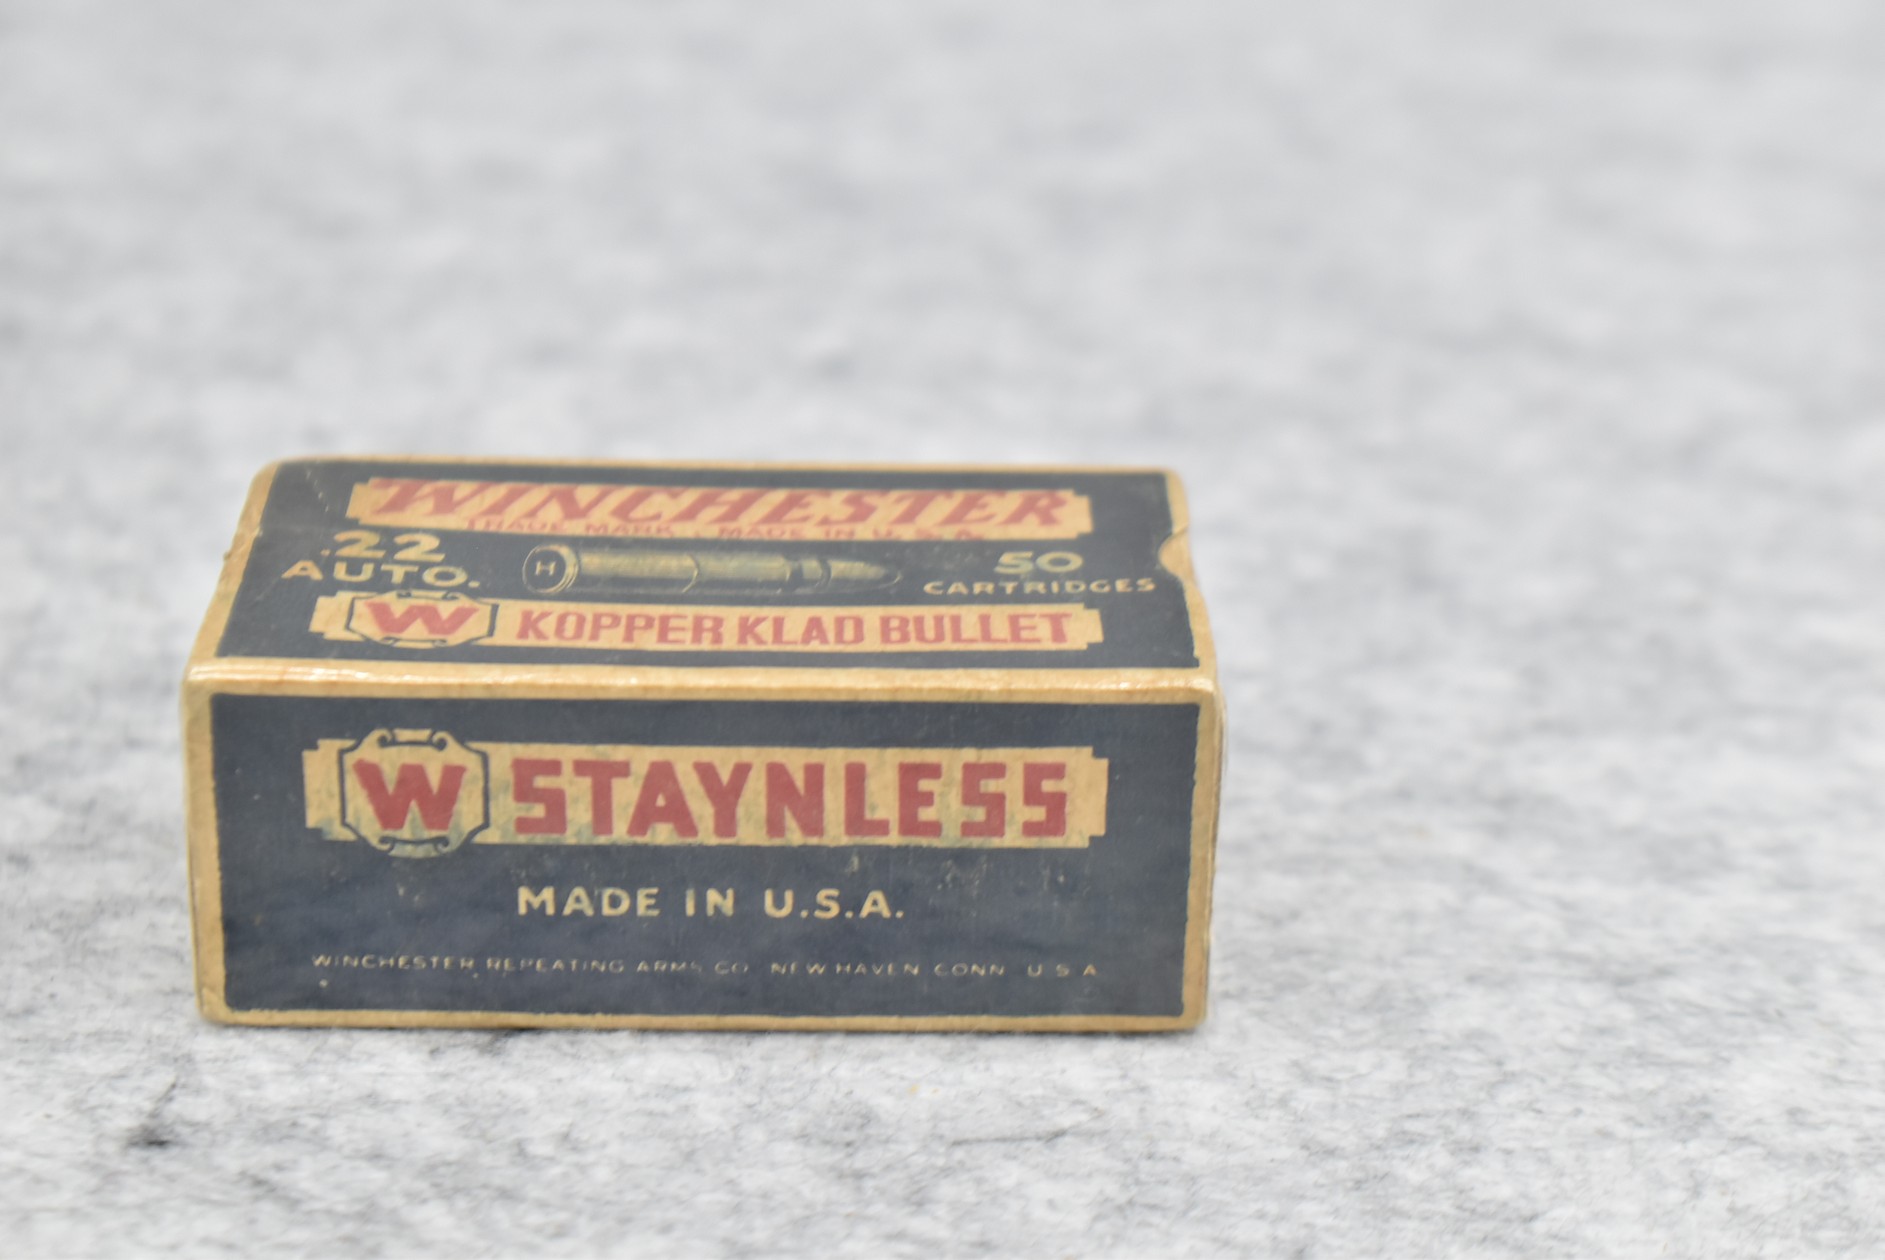 WINCHESTER
TRADE MARK. MADE IN U.S.A.
.22
AUTO.
H
50
CARTRIDGES
W KOPPER KLAD BULLET
W STAYNLESS
MADE IN U.S.A.
WINCHESTER REPEATING ARMS CO. NEW HAVEN CONN U S A